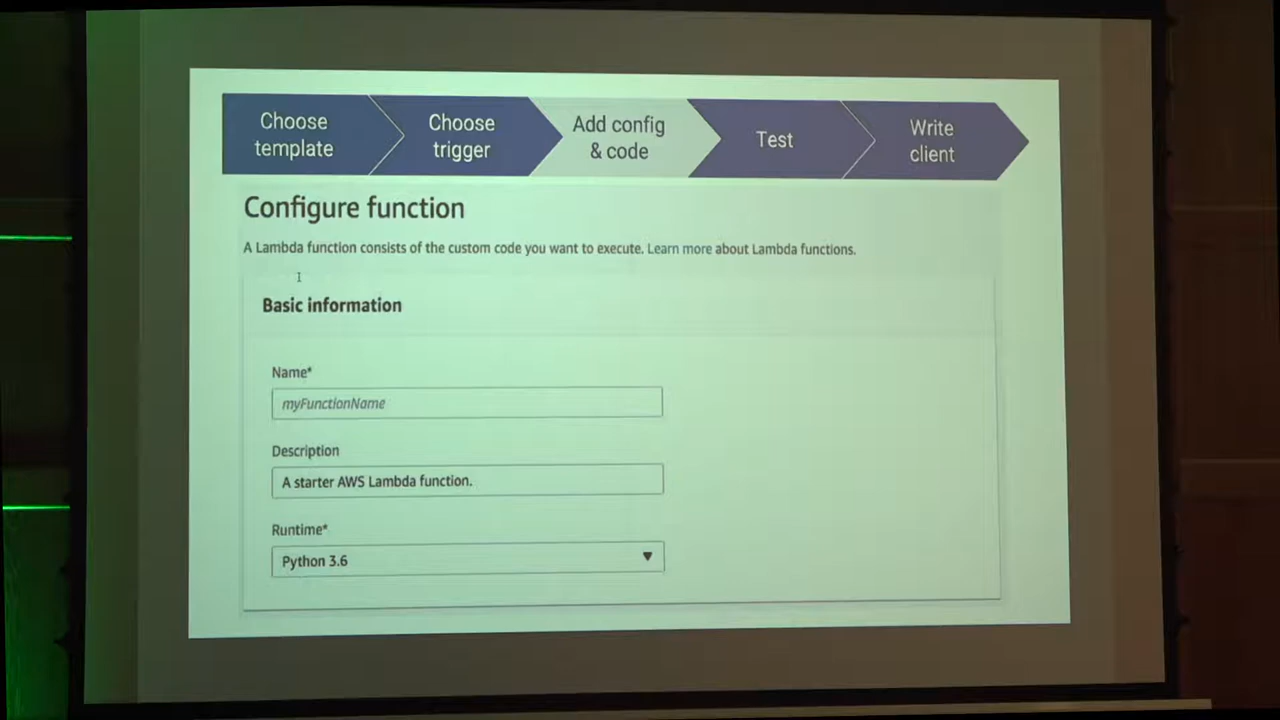 Choose
template
Choose
trigger
Add config
& code
Test
Write
client
Configure function
A Lambda function consists of the custom code you want to execute. Learn more about Lambda functions.
Basic information
Name*
myFunctionName
Description
A starter AWS Lambda function.
Runtime*
Python 3.6